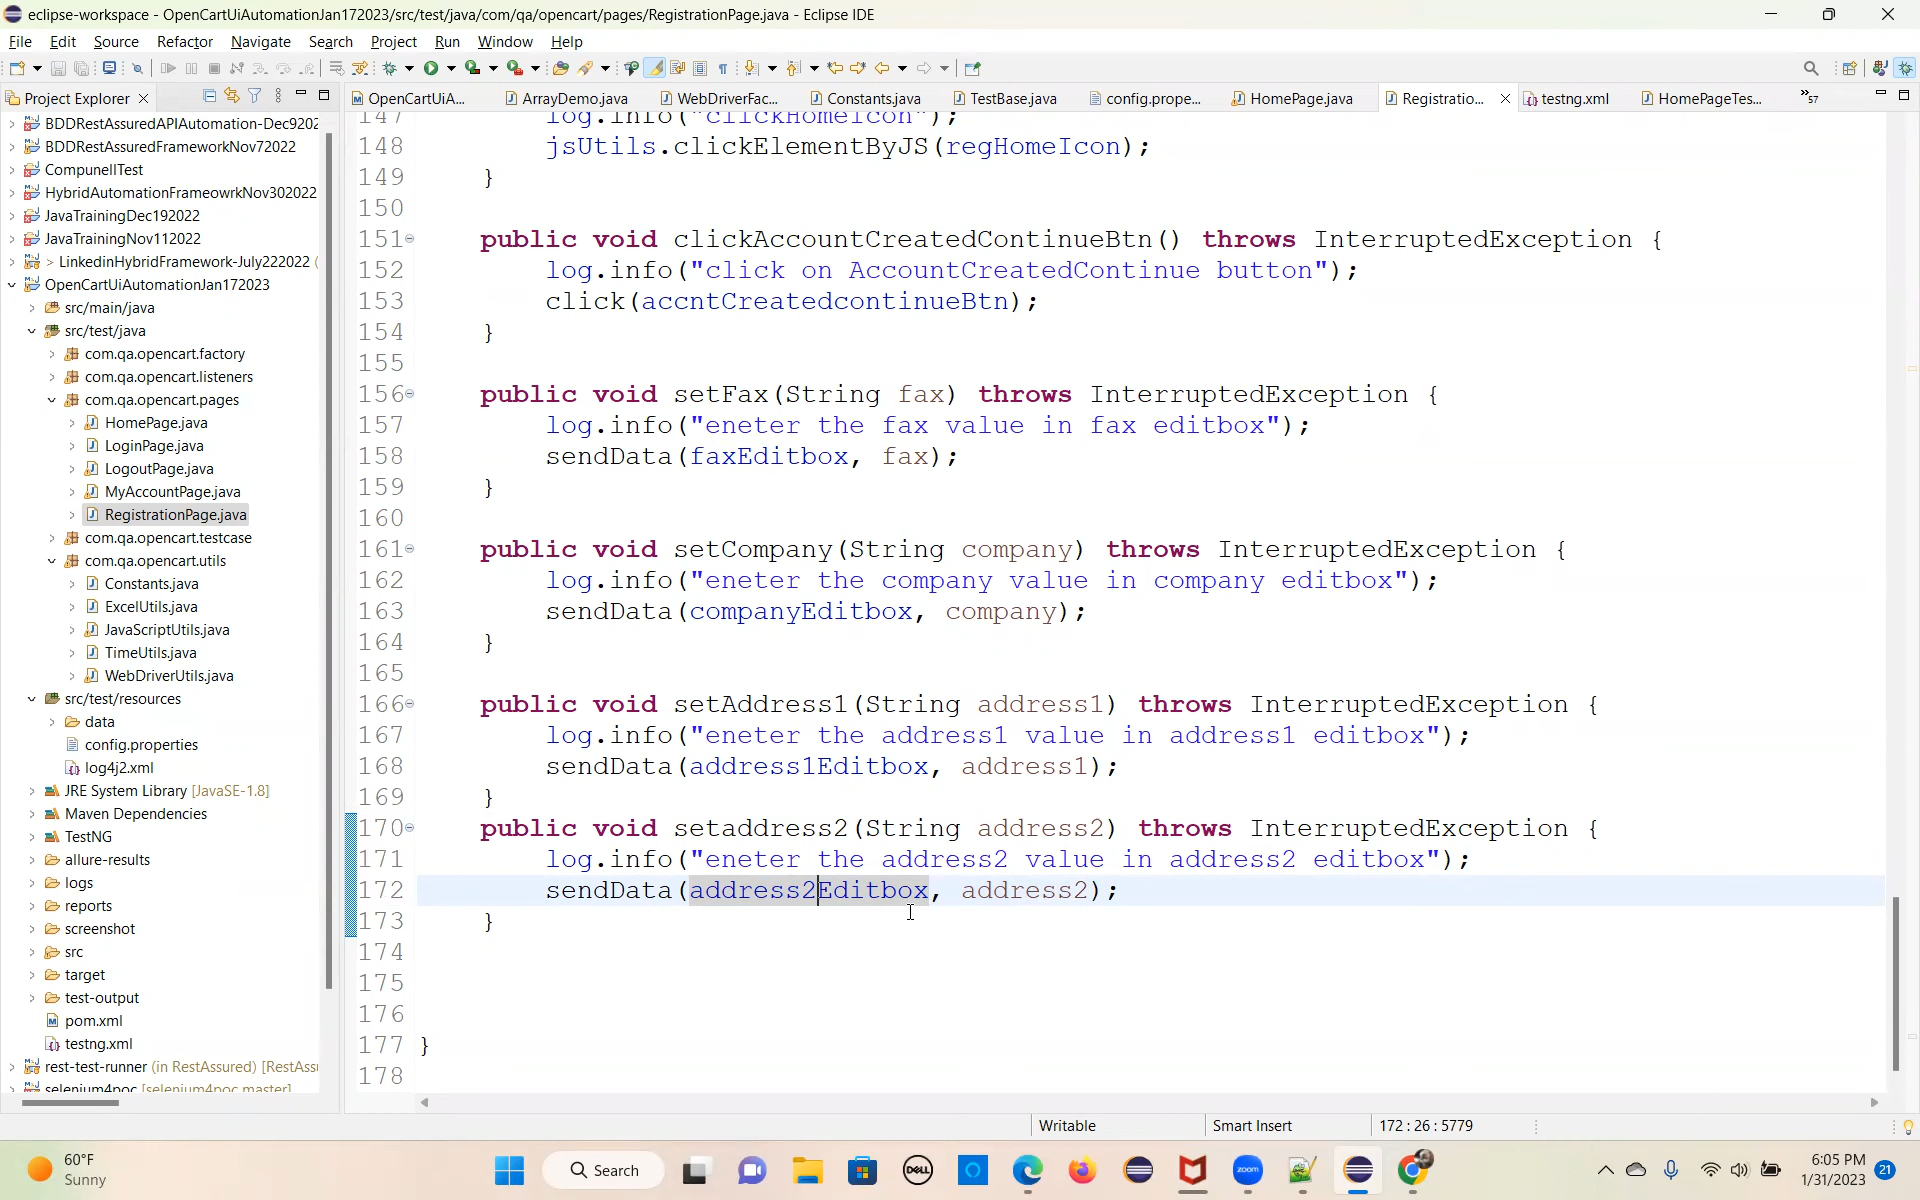 eclipse-workspace - OpenCartUiAutomationJan172023/src/test/java/com/qa/opencart/pages/RegistrationPage.java - Eclipse IDE
File Edit Source Refactor Navigate Search Project Run Window Help
Project Explorer
OpenCartUiA... ArrayDemo.java WebDriverFac... Constants.java TestBase.java config.prope... HomePage.java Registratio... testng.xml HomePageTes... »57
BDDRestAssuredAPIAutomation-Dec9202
BDDRestAssuredFrameworkNov72022
CompunellTest
HybridAutomationFrameowrkNov302022
JavaTrainingDec192022
JavaTrainingNov112022
> LinkedinHybridFramework-July222022 (
OpenCartUiAutomationJan172023
src/main/java
src/test/java
com.qa.opencart.factory
com.qa.opencart.listeners
com.qa.opencart.pages
HomePage.java
LoginPage.java
LogoutPage.java
MyAccountPage.java
RegistrationPage.java
com.qa.opencart.testcase
com.qa.opencart.utils
Constants.java
ExcelUtils.java
JavaScriptUtils.java
TimeUtils.java
WebDriverUtils.java
src/test/resources
data
config.properties
log4j2.xml
JRE System Library [JavaSE-1.8]
Maven Dependencies
TestNG
allure-results
logs
reports
screenshot
src
target
test-output
pom.xml
testng.xml
rest-test-runner (in RestAssured) [RestAssu
selenium4poc [selenium4poc master]
147 log.info("clickHomeIcon");
148 jsUtils.clickElementByJS(regHomeIcon);
149 }
150
151 public void clickAccountCreatedContinueBtn() throws InterruptedException {
152 log.info("click on AccountCreatedContinue button");
153 click(accntCreatedcontinueBtn);
154 }
155
156 public void setFax(String fax) throws InterruptedException {
157 log.info("eneter the fax value in fax editbox");
158 sendData(faxEditbox, fax);
159 }
160
161 public void setCompany(String company) throws InterruptedException {
162 log.info("eneter the company value in company editbox");
163 sendData(companyEditbox, company);
164 }
165
166 public void setAddress1(String address1) throws InterruptedException {
167 log.info("eneter the address1 value in address1 editbox");
168 sendData(address1Editbox, address1);
169 }
170 public void setaddress2(String address2) throws InterruptedException {
171 log.info("eneter the address2 value in address2 editbox");
172 sendData(address2Editbox, address2);
173 }
174
175
176
177 }
178
Writable Smart Insert 172 : 26 : 5779
60°F
Sunny
Search
DELL
zoom
6:05 PM
1/31/2023
21